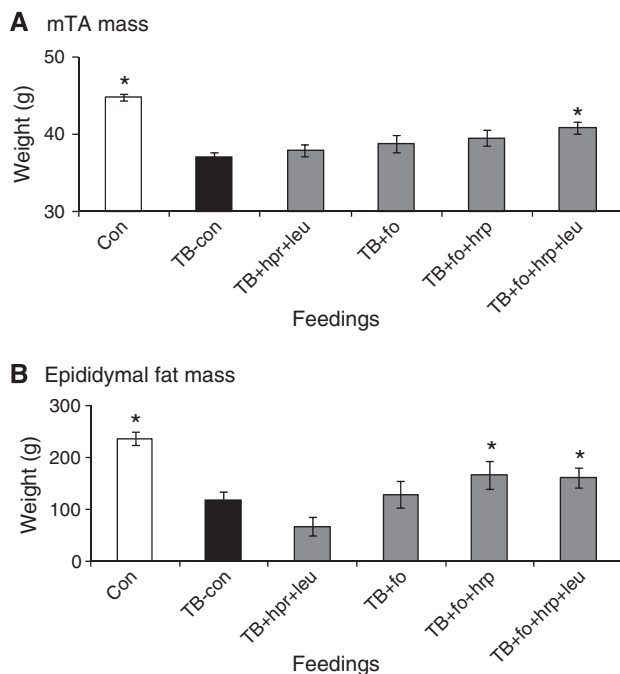 A mTA mass
50
40
30
Weight (g)
*
*
Con
TB-con
TB+hpr+leu
TB+fo
TB+fo+hrp
TB+fo+hrp+leu
Feedings
B Epididymal fat mass
300
200
100
0
Weight (g)
*
*
*
Con
TB-con
TB+hpr+leu
TB+fo
TB+fo+hrp
TB+fo+hrp+leu
Feedings